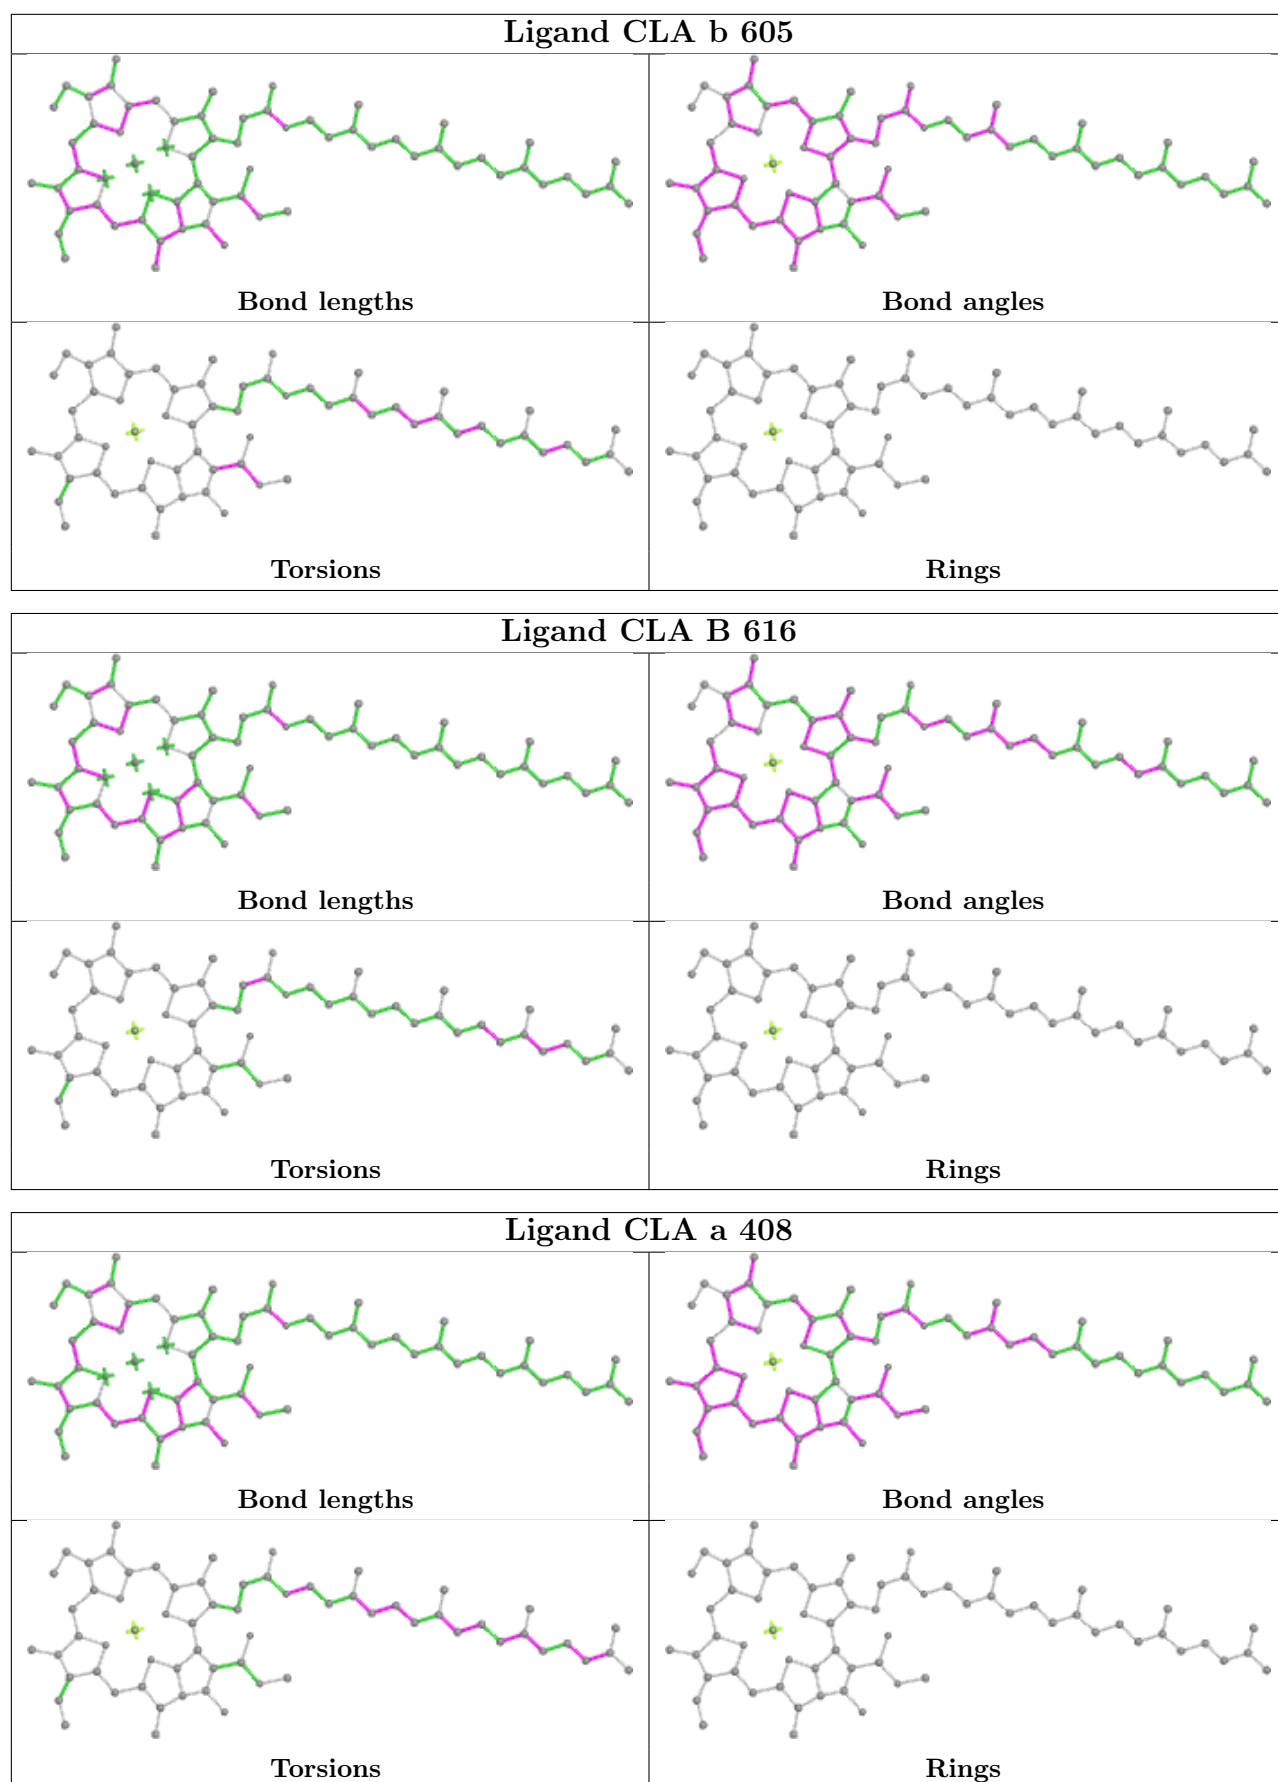 Ligand CLA b 605
Bond lengths
Bond angles
Torsions
Rings
Ligand CLA B 616
Bond lengths
Bond angles
Torsions
Rings
Ligand CLA a 408
Bond lengths
Bond angles
Torsions
Rings